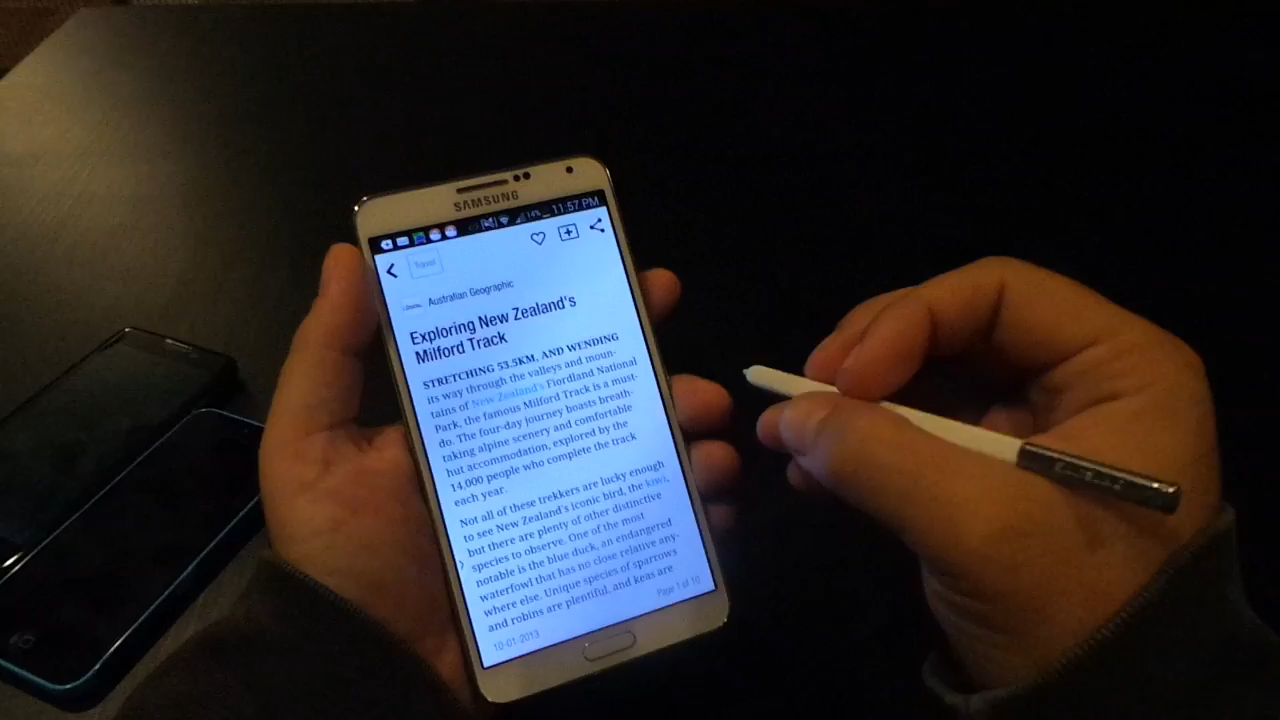 SAMSUNG
14% 11:57 PM
Travel
Australian Geographic
Exploring New Zealand's
Milford Track
STRETCHING 53.5KM, AND WENDING
its way through the valleys and moun-
tains of New Zealand's Fiordland National
Park, the famous Milford Track is a must-
do. The four-day journey boasts breath-
taking alpine scenery and comfortable
hut accommodation, explored by the
14,000 people who complete the track
each year.
Not all of these trekkers are lucky enough
to see New Zealand's iconic bird, the kiwi,
but there are plenty of other distinctive
species to observe. One of the most
notable is the blue duck, an endangered
waterfowl that has no close relative any-
where else. Unique species of sparrows
and robins are plentiful, and keas are
Page 1 of 10
10-01-2013